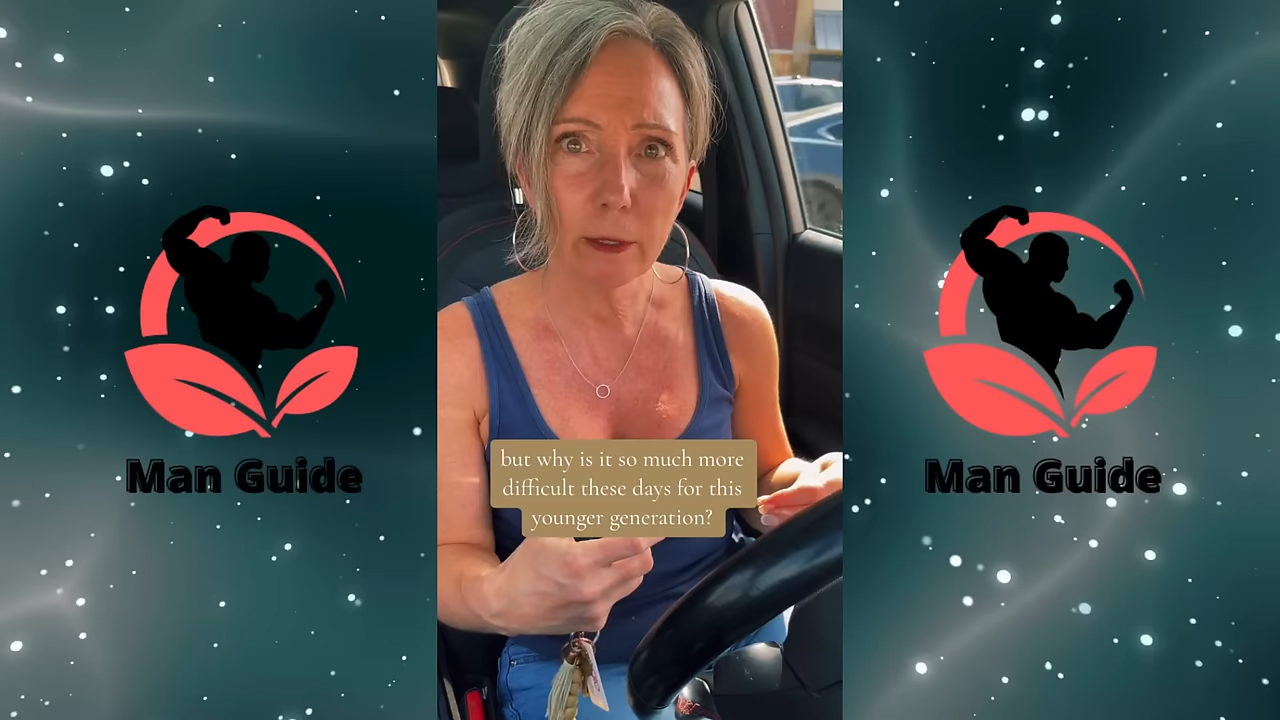 but why is it so much more
difficult these days for this
younger generation?
Man Guide
Man Guide